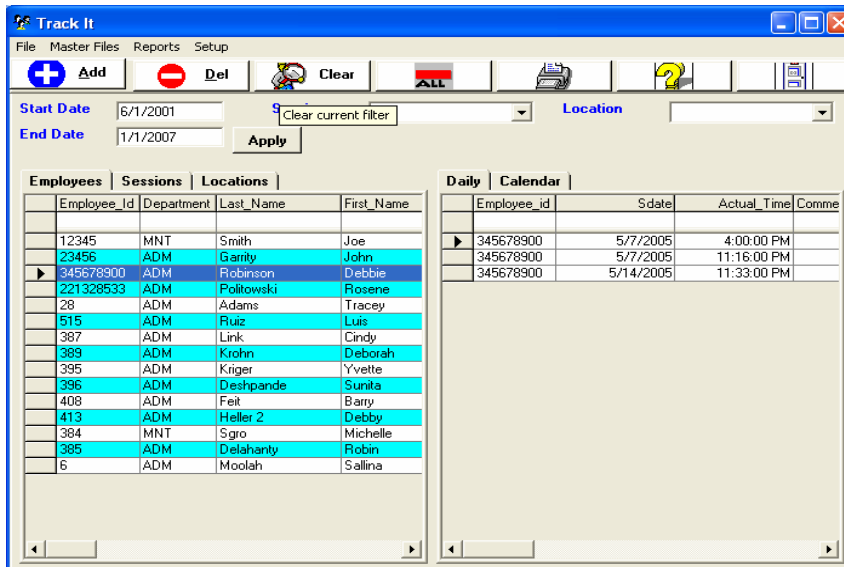 Track It
File Master Files Reports Setup
Add Del Clear ALL
Start Date 6/1/2001 Clear current filter Location
End Date 1/1/2007 Apply
Employees Sessions Locations Daily Calendar
Employee_Id Department Last_Name First_Name Employee_id Sdate Actual_Time Comme
12345 MNT Smith Joe 345678900 5/7/2005 4:00:00 PM
23456 ADM Garrity John 345678900 5/7/2005 11:16:00 PM
345678900 ADM Robinson Debbie 345678900 5/14/2005 11:33:00 PM
221328533 ADM Politowski Rosene
28 ADM Adams Tracey
515 ADM Ruiz Luis
387 ADM Link Cindy
389 ADM Krohn Deborah
395 ADM Kriger Yvette
396 ADM Deshpande Sunita
408 ADM Feit Barry
413 ADM Heller 2 Debby
384 MNT Sgro Michelle
385 ADM Delahanty Robin
6 ADM Moolah Sallina